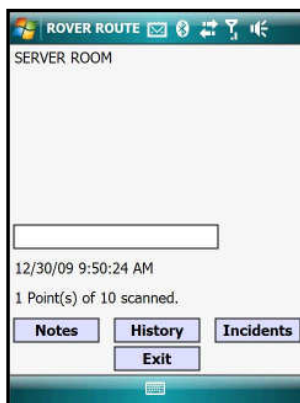 ROVER ROUTE
SERVER ROOM
12/30/09 9:50:24 AM
1 Point(s) of 10 scanned.
Notes History Incidents
Exit